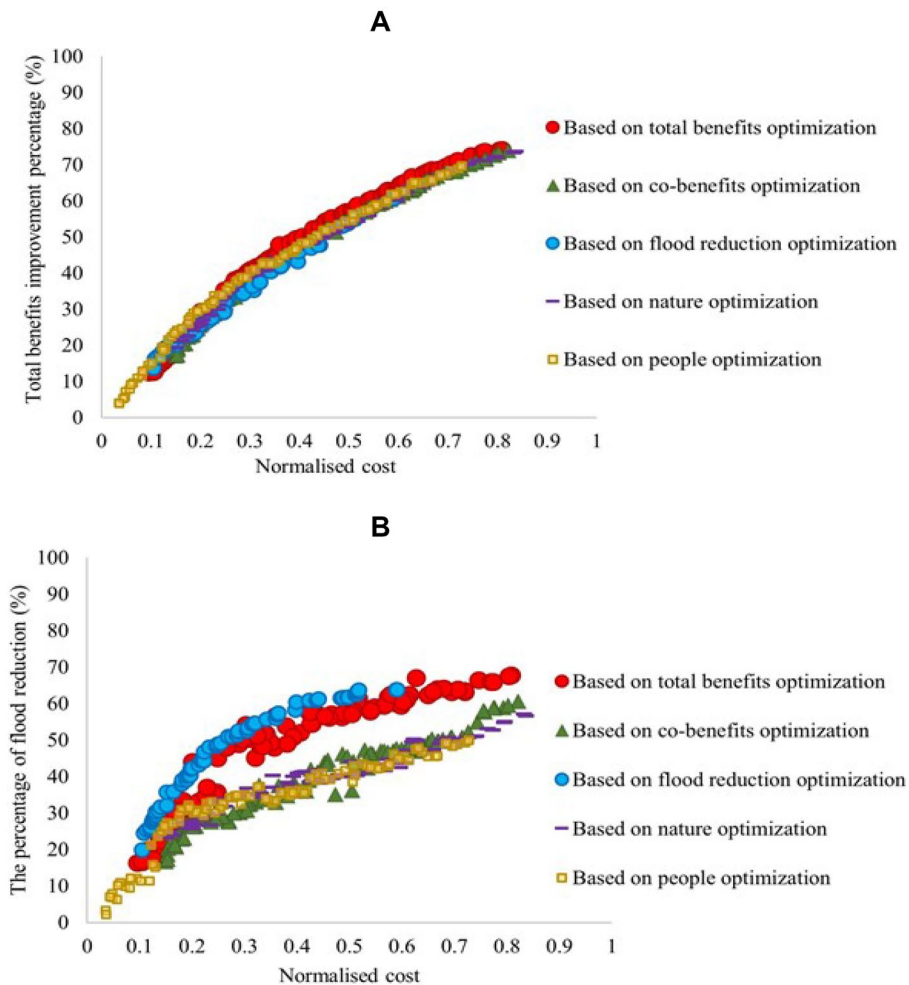 A
Total benefits improvement percentage (%)
100
90
80
70
60
50
40
30
20
10
0
0 0.1 0.2 0.3 0.4 0.5 0.6 0.7 0.8 0.9 1
Normalised cost
Based on total benefits optimization
Based on co-benefits optimization
Based on flood reduction optimization
Based on nature optimization
Based on people optimization
B
The percentage of flood reduction (%)
100
90
80
70
60
50
40
30
20
10
0
0 0.1 0.2 0.3 0.4 0.5 0.6 0.7 0.8 0.9 1
Normalised cost
Based on total benefits optimization
Based on co-benefits optimization
Based on flood reduction optimization
Based on nature optimization
Based on people optimization